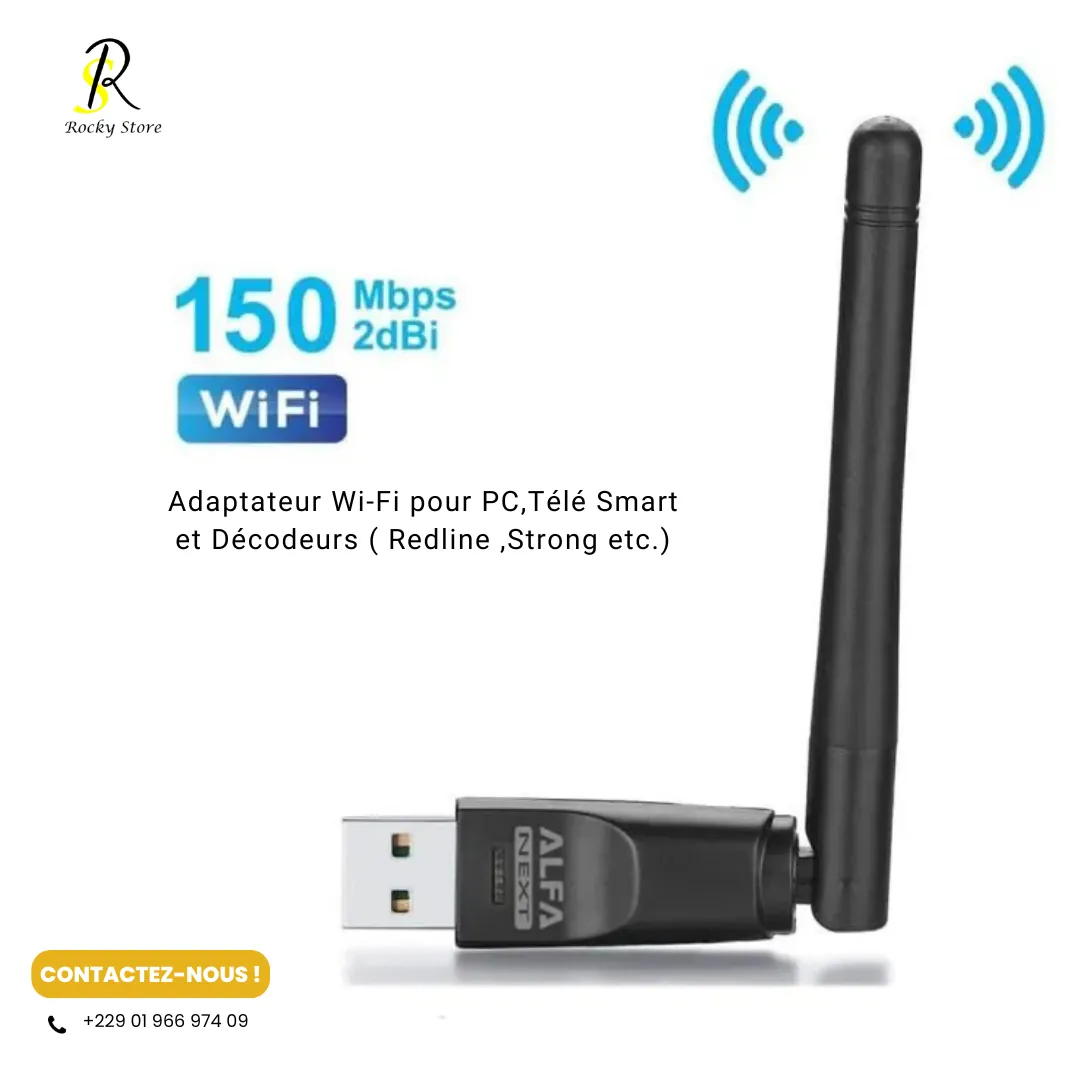 SR
Rocky Store
150 Mbps
2dBi
WiFi
Adaptateur Wi-Fi pour PC,Télé Smart
et Décodeurs ( Redline ,Strong etc.)
ALFA
NEXT
CONTACTEZ-NOUS !
+229 01 966 974 09